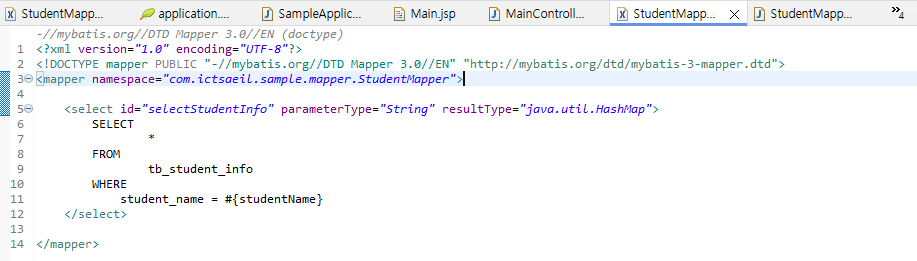 StudentMapp... application.... SampleApplic... Main.jsp MainControll... StudentMapp... StudentMapp... »4
-//mybatis.org//DTD Mapper 3.0//EN (doctype)
1 <?xml version="1.0" encoding="UTF-8"?>
2 <!DOCTYPE mapper PUBLIC "-//mybatis.org//DTD Mapper 3.0//EN" "http://mybatis.org/dtd/mybatis-3-mapper.dtd">
3 <mapper namespace="com.ictsaeil.sample.mapper.StudentMapper">
4
5 <select id="selectStudentInfo" parameterType="String" resultType="java.util.HashMap">
6 SELECT
7 *
8 FROM
9 tb_student_info
10 WHERE
11 student_name = #{studentName}
12 </select>
13
14 </mapper>